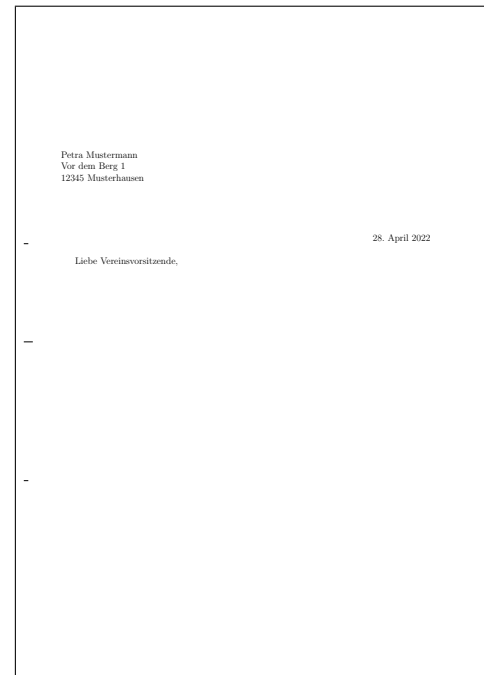 Petra Mustermann
Vor dem Berg 1
12345 Musterhausen
28. April 2022
Liebe Vereinsvorsitzende,